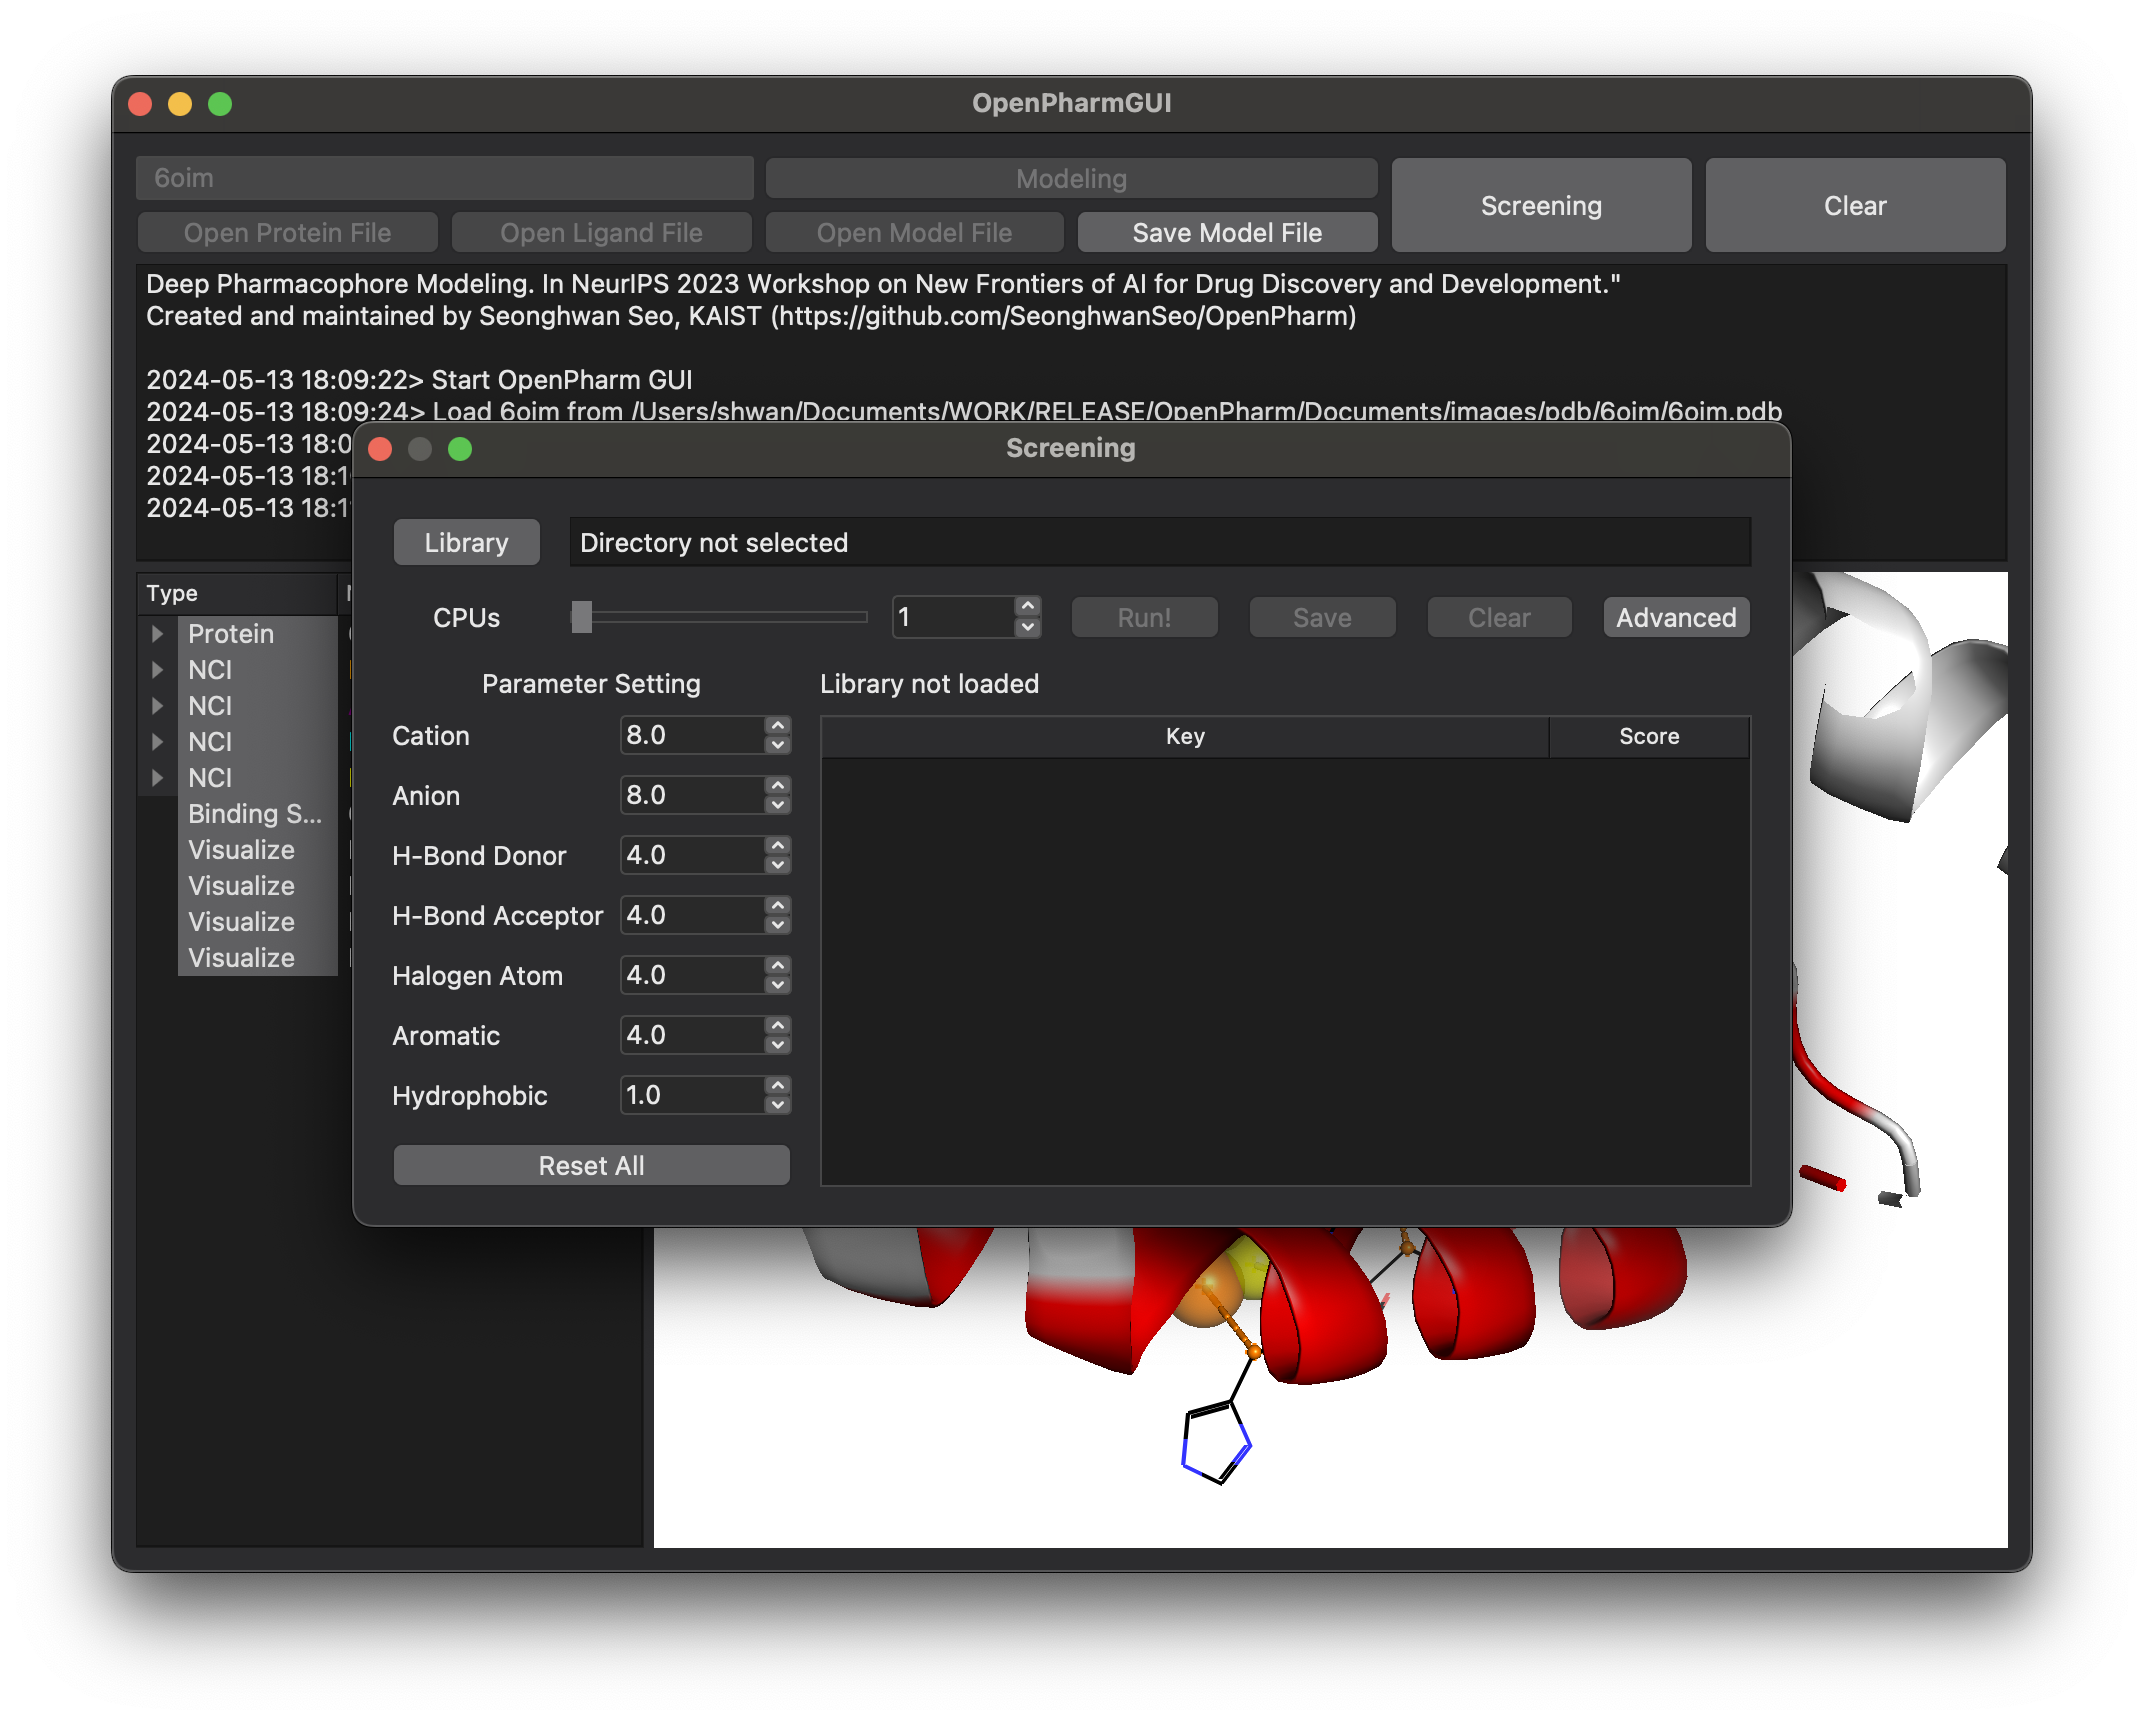 OpenPharmGUI
6oim
Modeling
Screening
Clear
Open Protein File
Open Ligand File
Open Model File
Save Model File
Deep Pharmacophore Modeling. In NeurIPS 2023 Workshop on New Frontiers of AI for Drug Discovery and Development."
Created and maintained by Seonghwan Seo, KAIST (https://github.com/SeonghwanSeo/OpenPharm)
2024-05-13 18:09:22> Start OpenPharm GUI
2024-05-13 18:09:24> Load 6oim from /Users/shwan/Documents/WORK/RELEASE/OpenPharm/Documents/images/pdb/6oim/6oim.pdb
2024-05-13 18:0
2024-05-13 18:1
2024-05-13 18:1
Screening
Library
Directory not selected
CPUs
1
Run!
Save
Clear
Advanced
Parameter Setting
Library not loaded
Cation 8.0
Anion 8.0
H-Bond Donor 4.0
H-Bond Acceptor 4.0
Halogen Atom 4.0
Aromatic 4.0
Hydrophobic 1.0
Reset All
Key
Score
Type
Protein
NCI
NCI
NCI
NCI
Binding S...
Visualize
Visualize
Visualize
Visualize